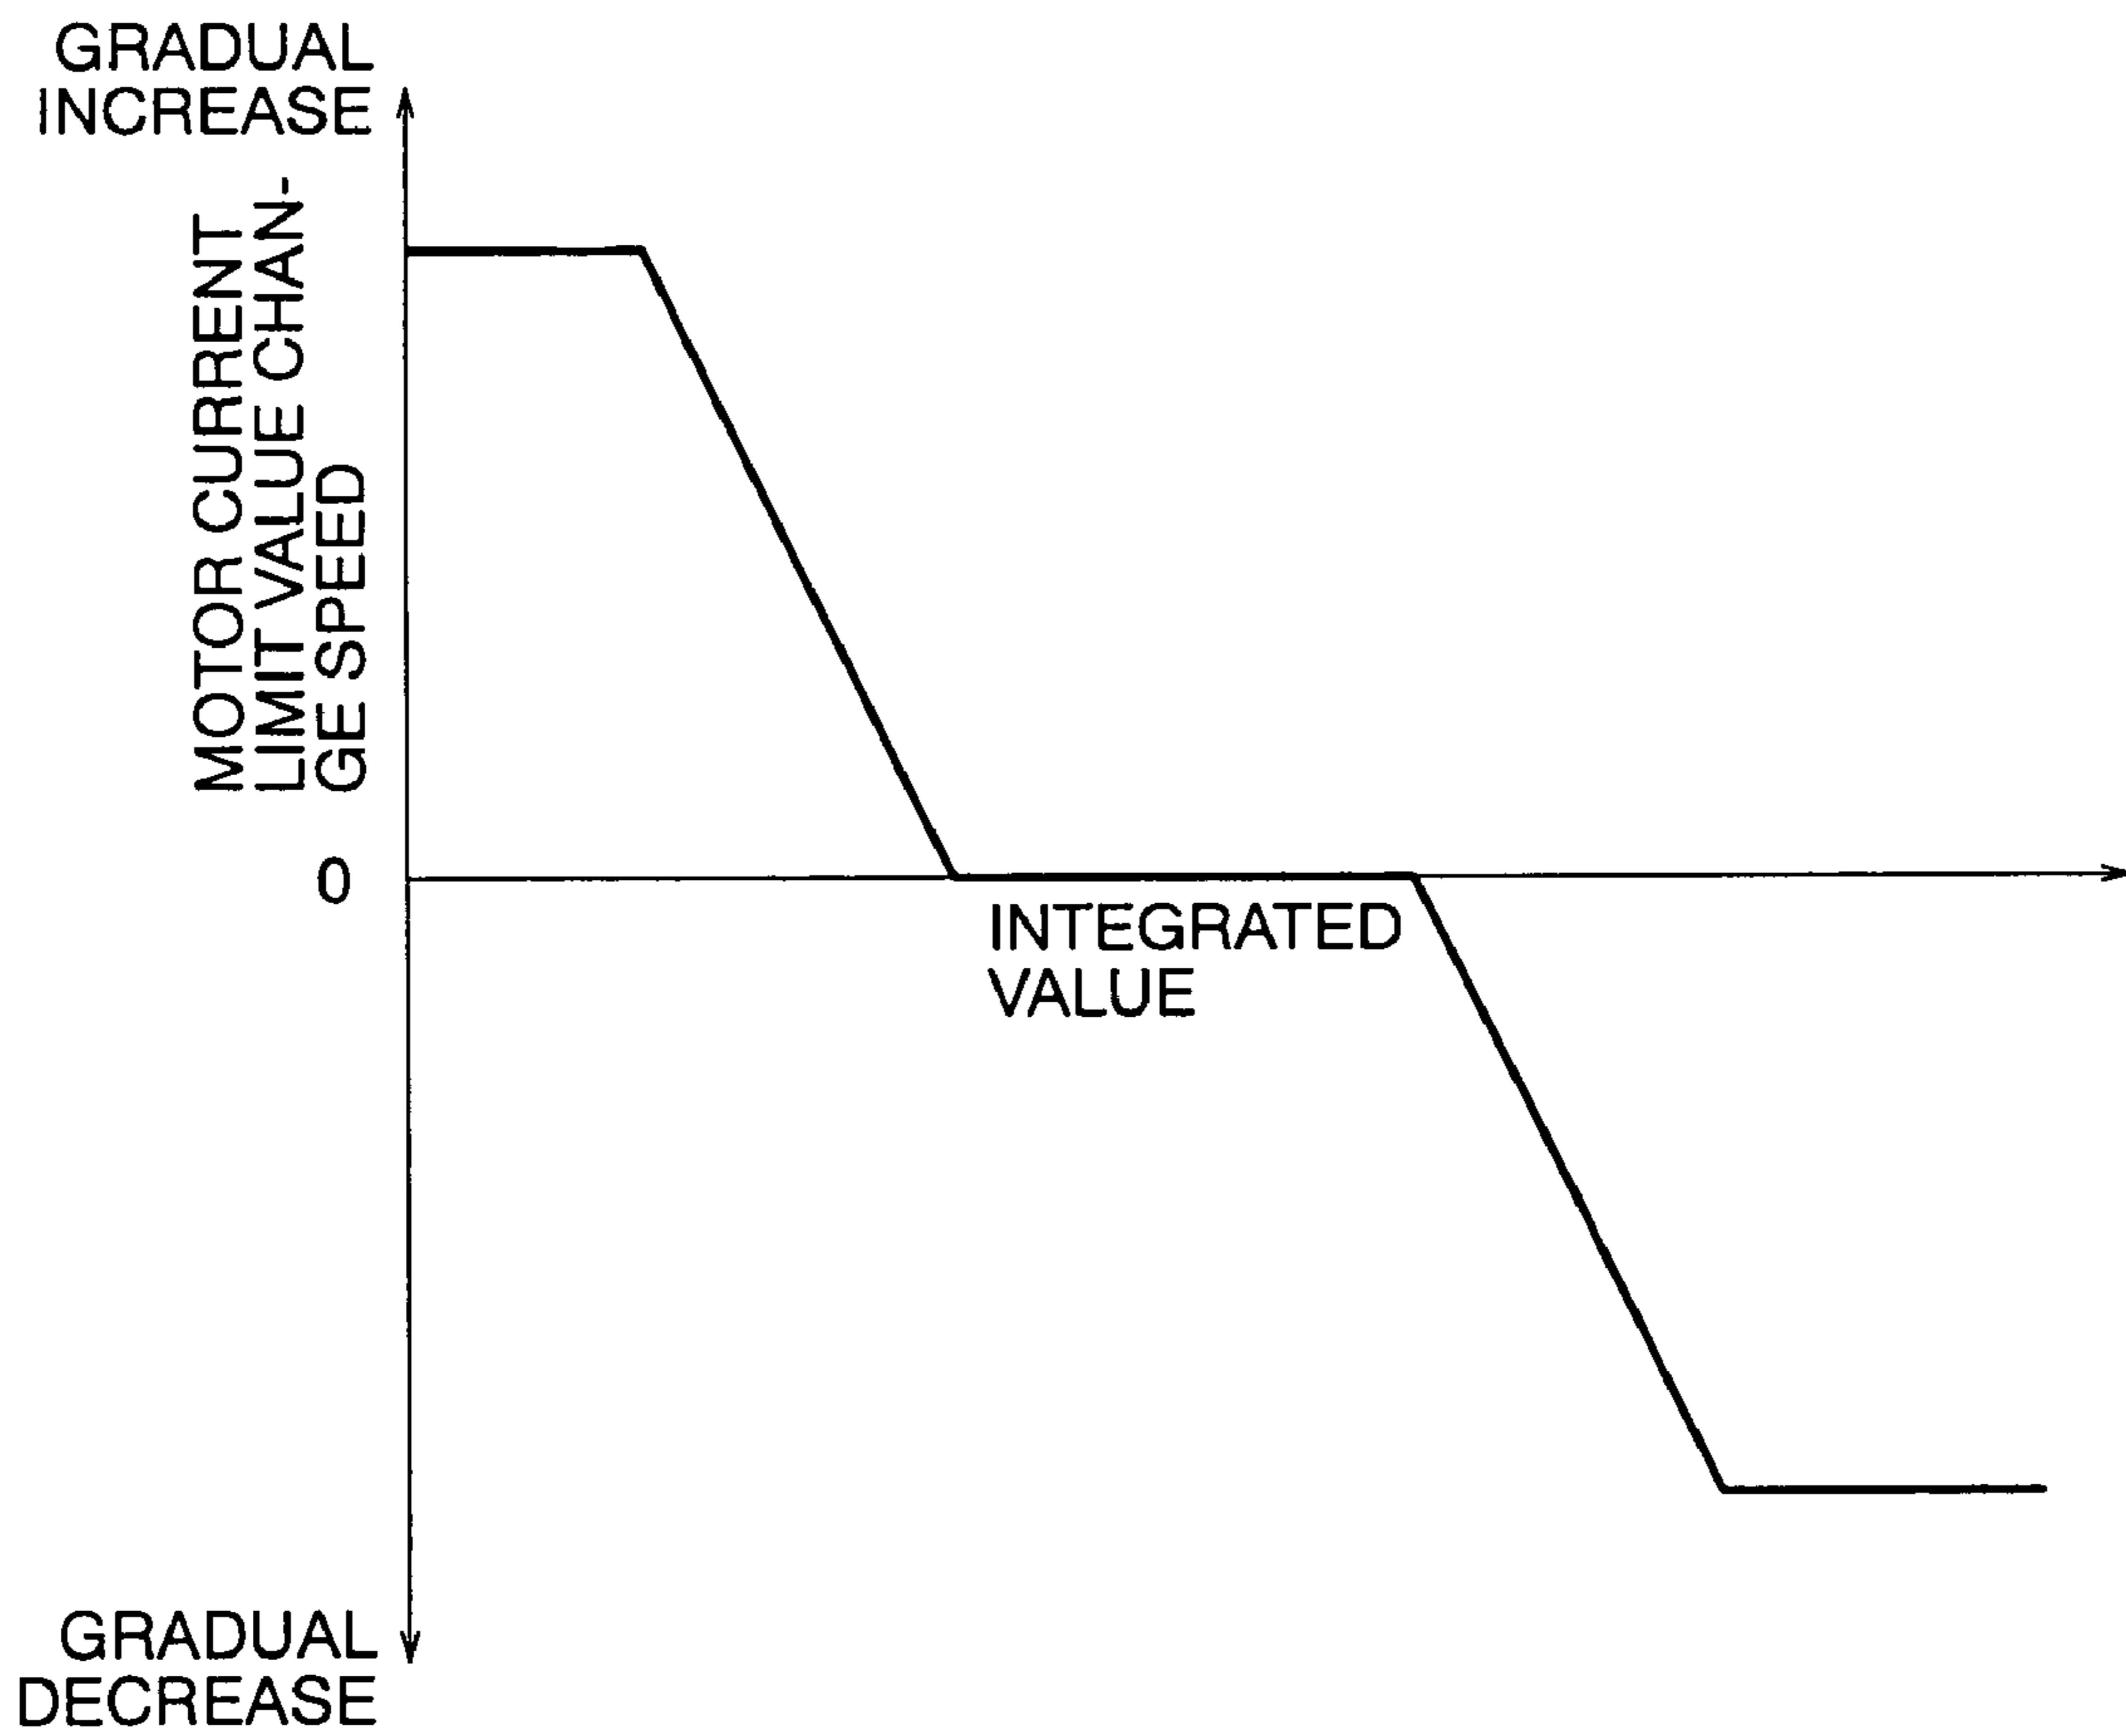 GRADUAL
INCREASE
MOTOR CURRENT
LIMIT VALUE CHAN-
GE SPEED
0
INTEGRATED
VALUE
GRADUAL
DECREASE